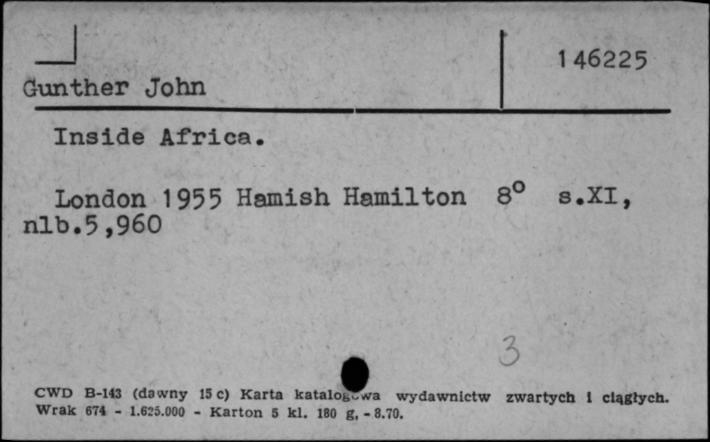 146225
Gunther John
Inside Africa.
London 1955 Hamish Hamilton 8° s.XI,
nlb.5,960
3
CWD B-143 (dawny 15 c) Karta katalogowa wydawnictw zwartych i ciągłych.
Wrak 674 - 1.625.000 - Karton 5 kl. 180 g, - 8.70.